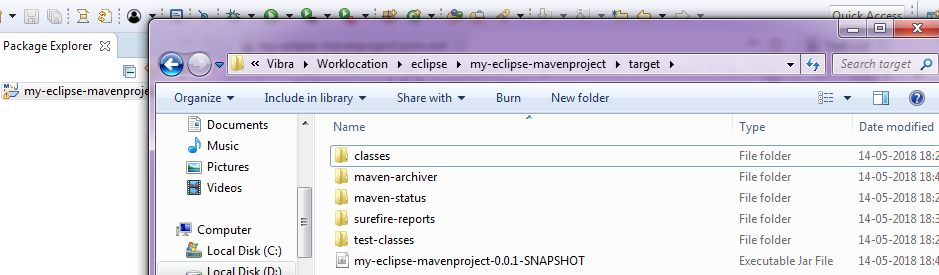 Quick Access
Package Explorer
my-eclipse-mavenproje
« Vibra Worklocation eclipse my-eclipse-mavenproject target
Search target
Organize Include in library Share with Burn New folder
Documents
Music
Pictures
Videos
Computer
Local Disk (C:)
Local Disk (D:)
Name Type Date modified
classes File folder 14-05-2018 18:2
maven-archiver File folder 14-05-2018 18:4
maven-status File folder 14-05-2018 18:2
surefire-reports File folder 14-05-2018 18:3
test-classes File folder 14-05-2018 18:2
my-eclipse-mavenproject-0.0.1-SNAPSHOT Executable Jar File 14-05-2018 18:4